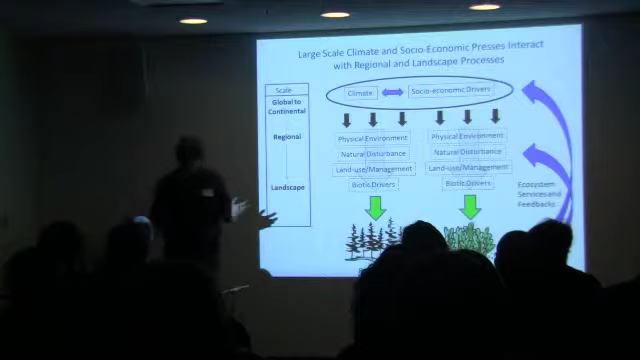 Large Scale Climate and Socio-Economic Presses Interact
with Regional and Landscape Processes
Scale
Global to
Continental
Regional
Landscape
Climate
Socio-economic Drivers
Physical Environment
Natural Disturbance
Land-use/Management
Biotic Drivers
Physical Environment
Natural Disturbance
Land-use/Management
Biotic Drivers
Ecosystem
Services and
Feedbacks